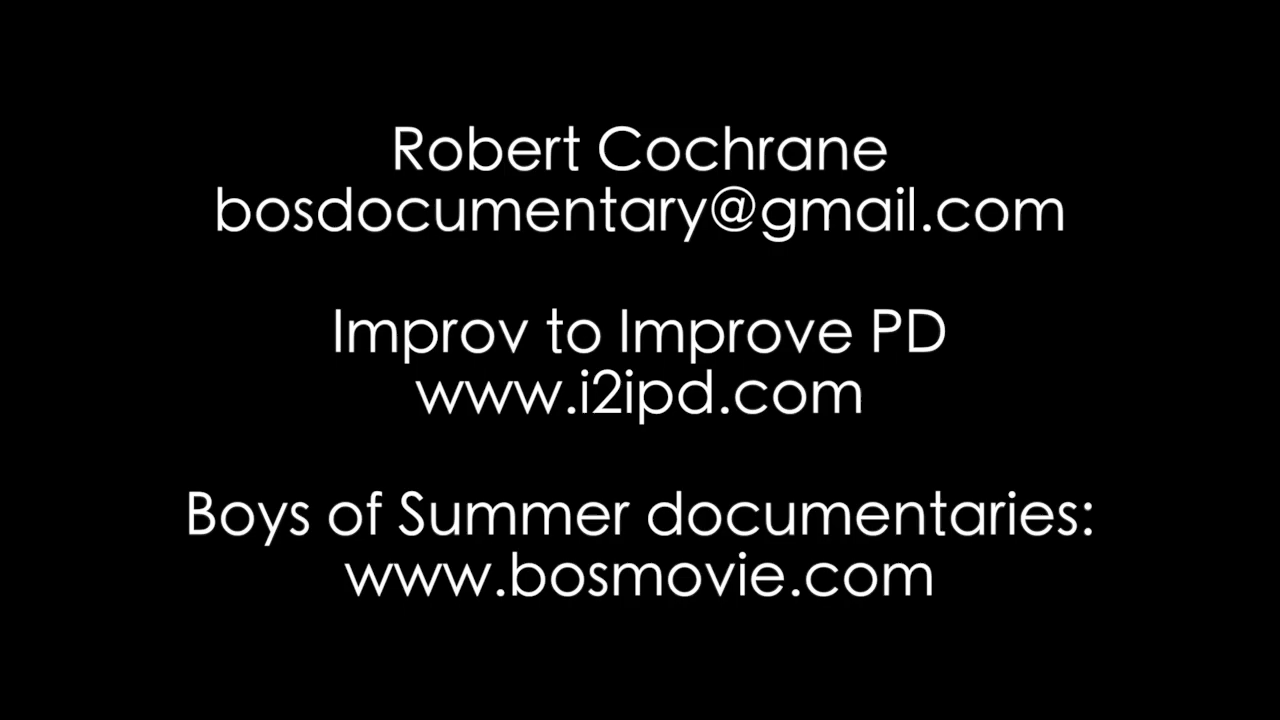 Robert Cochrane
bosdocumentary@gmail.com
Improv to Improve PD
www.i2ipd.com
Boys of Summer documentaries:
www.bosmovie.com